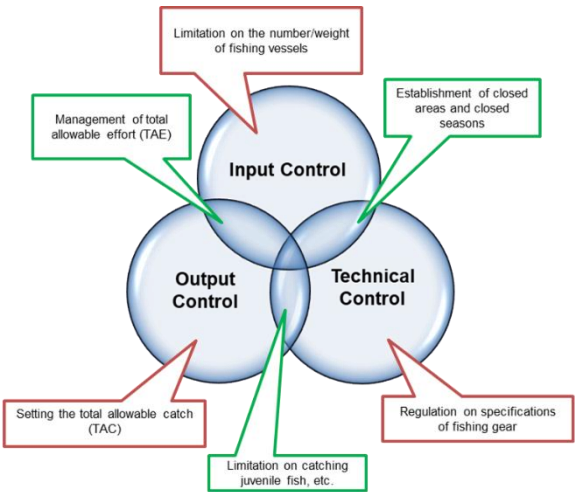 Limitation on the number/weight
of fishing vessels
Management of total
allowable effort (TAE)
Establishment of closed
areas and closed
seasons
Input Control
Output
Control
Technical
Control
Setting the total allowable catch
(TAC)
Regulation on specifications
of fishing gear
Limitation on catching
juvenile fish, etc.